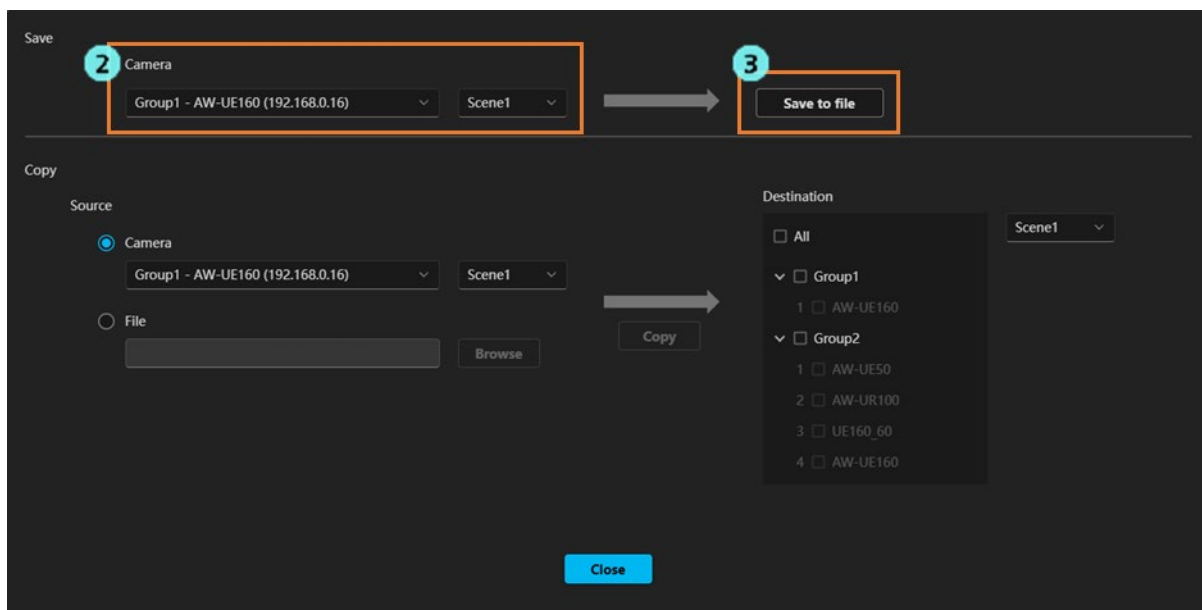 Save
2
Camera
3
Group1 - AW-UE160 (192.168.0.16)
Scene1
Save to file
Copy
Source
Camera
Group1 - AW-UE160 (192.168.0.16)
Scene1
File
Browse
Copy
Destination
All
Scene1
Group1
1 AW-UE160
Group2
1 AW-UE50
2 AW-UR100
3 UE160_60
4 AW-UE160
Close